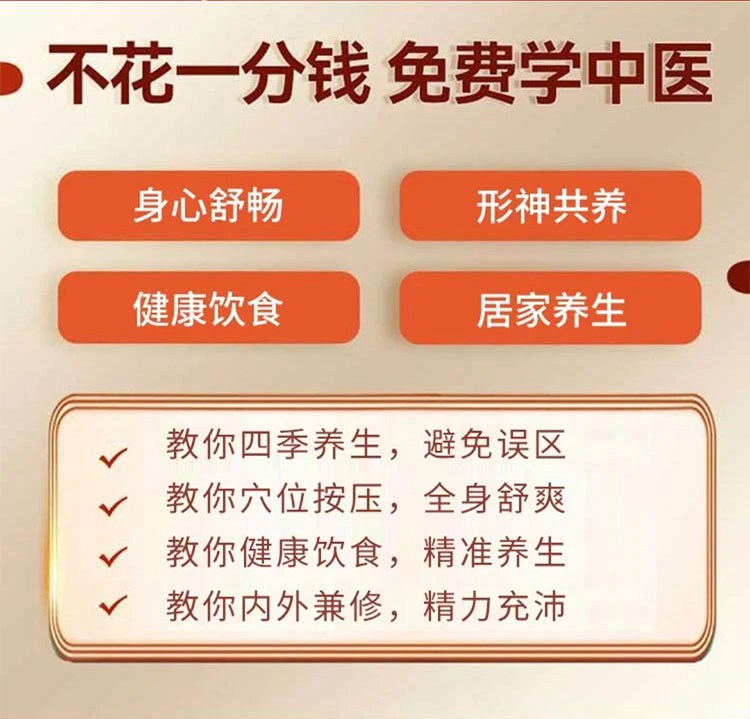 不花一分钱 免费学中医
身心舒畅
形神共养
健康饮食
居家养生
教你四季养生，避免误区
教你穴位按压，全身舒爽
教你健康饮食，精准养生
教你内外兼修，精力充沛